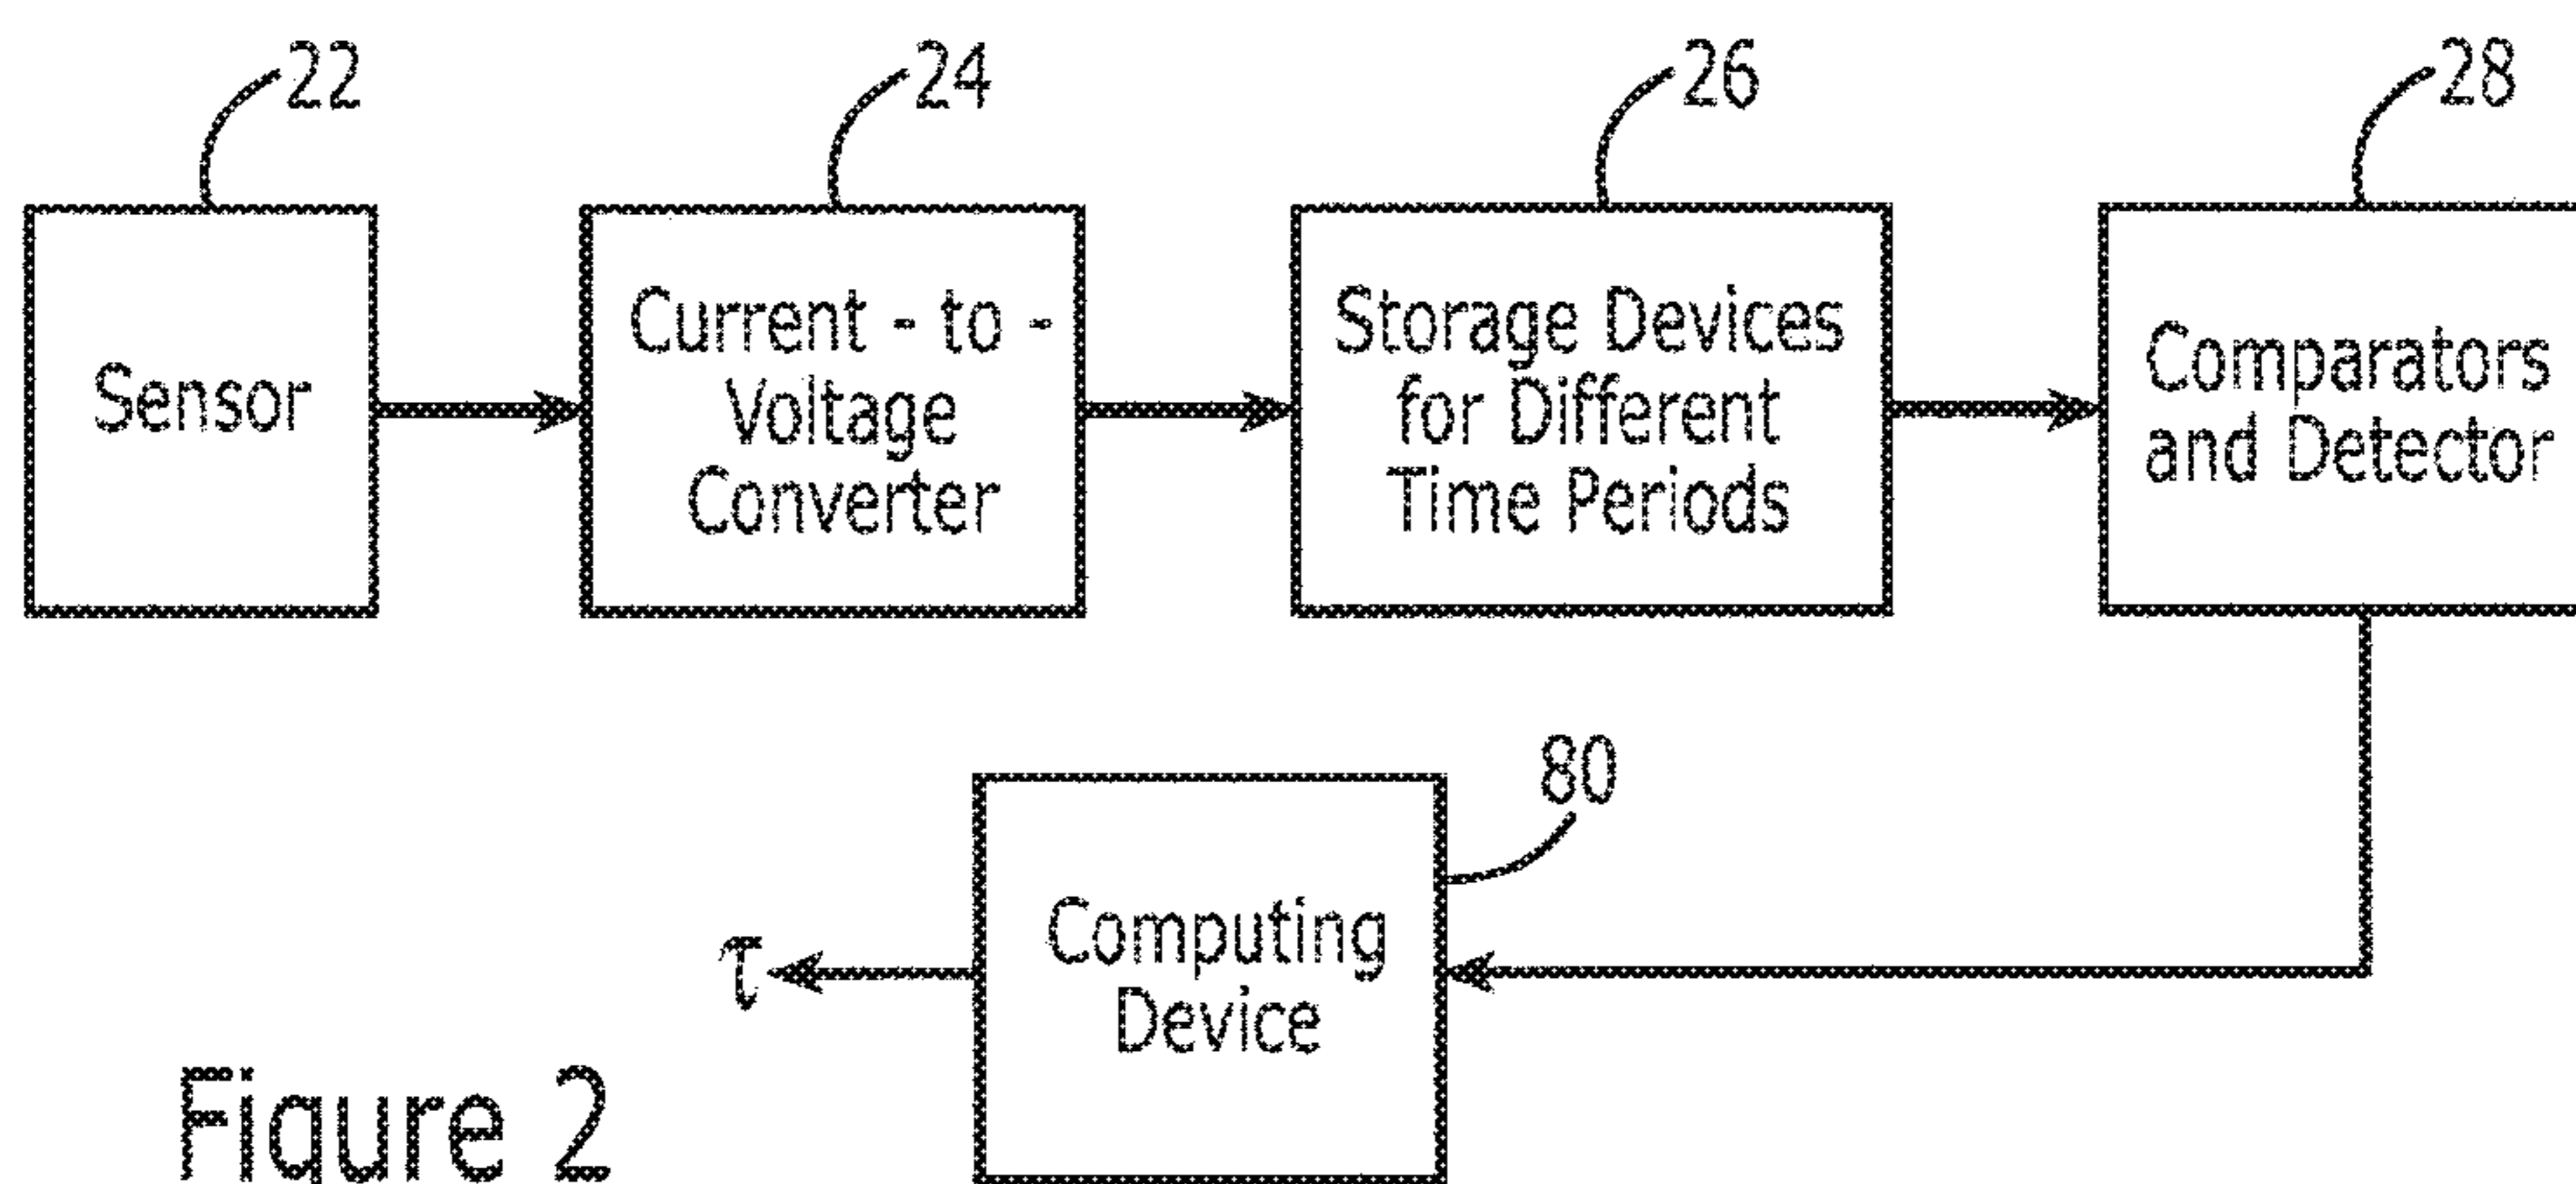 22
24
26
28
Sensor
Current - to -
Voltage
Converter
Storage Devices
for Different
Time Periods
Comparators
and Detector
80
Computing
Device
τ
Figure 2